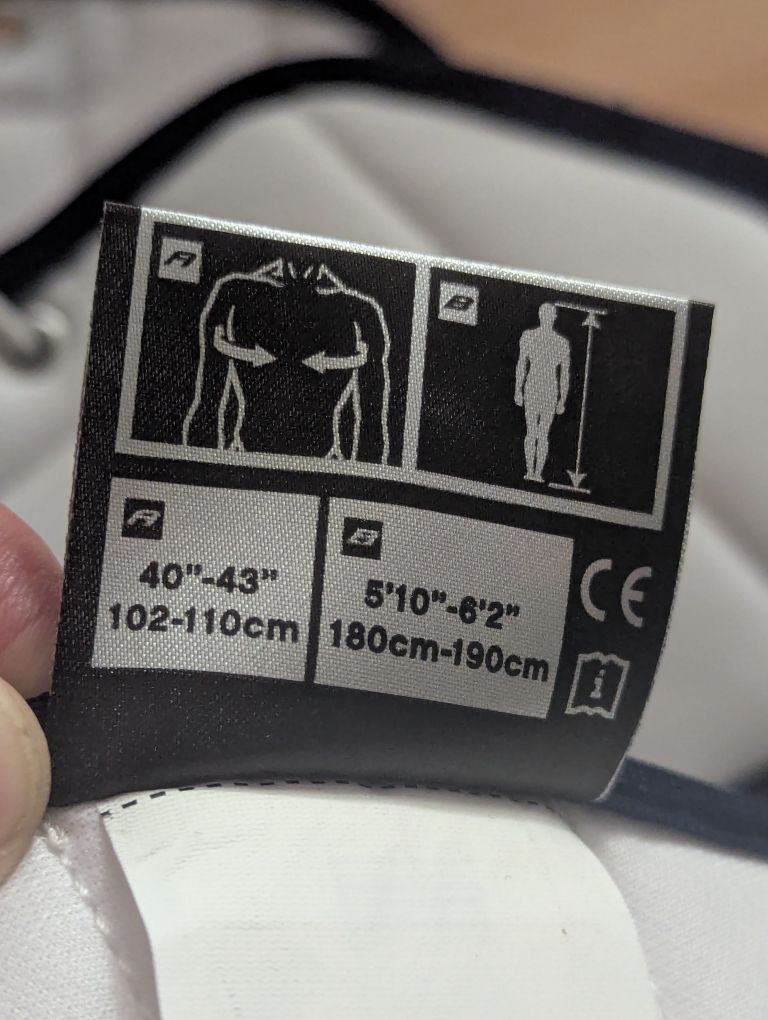 A
B
A
40"-43"
102-110cm
B
5'10"-6'2"
180cm-190cm
CE
i